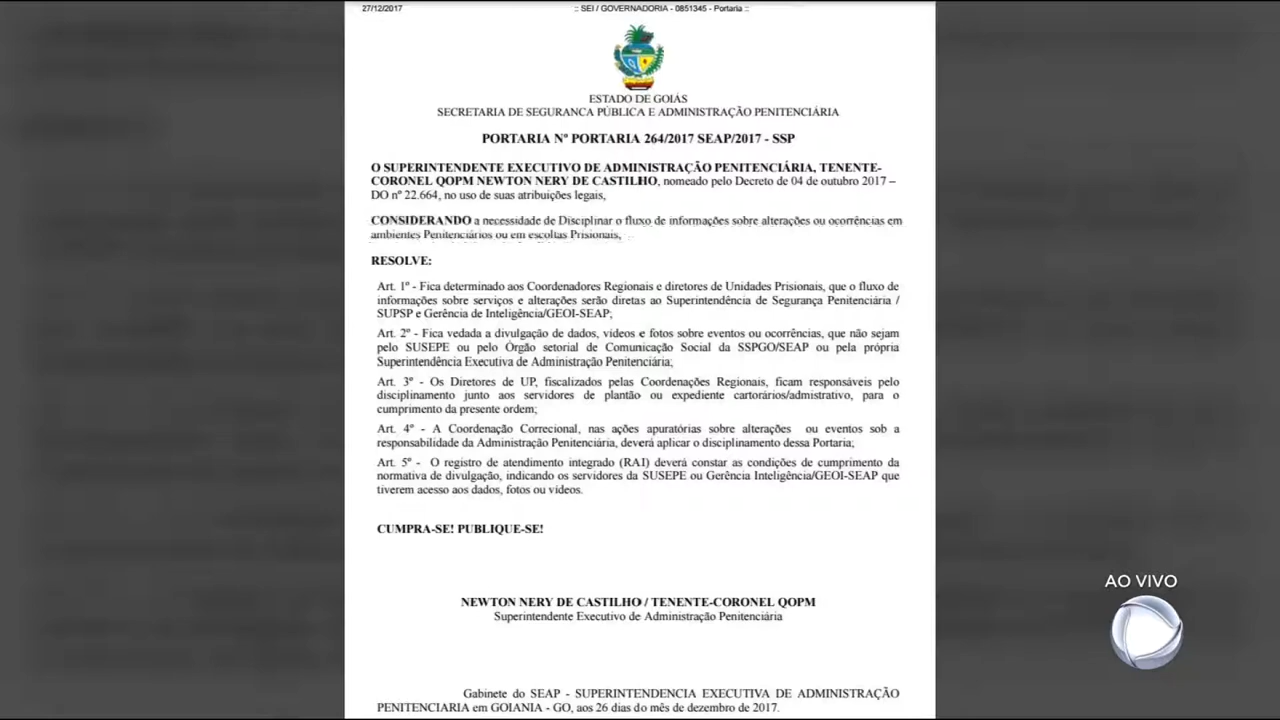 27/12/2017
:: SEI / GOVERNADORIA - 0851345 - Portaria ::
ESTADO DE GOIÁS
SECRETARIA DE SEGURANCA PÚBLICA E ADMINISTRAÇÃO PENITENCIÁRIA
PORTARIA Nº PORTARIA 264/2017 SEAP/2017 - SSP
O SUPERINTENDENTE EXECUTIVO DE ADMINISTRAÇÃO PENITENCIÁRIA, TENENTE-
CORONEL QOPM NEWTON NERY DE CASTILHO, nomeado pelo Decreto de 04 de outubro 2017 –
DO nº 22.664, no uso de suas atribuições legais,
CONSIDERANDO a necessidade de Disciplinar o fluxo de informações sobre alterações ou ocorrências em
ambientes Penitenciários ou em escoltas Prisionais,
RESOLVE:
Art. 1º - Fica determinado aos Coordenadores Regionais e diretores de Unidades Prisionais, que o fluxo de
informações sobre serviços e alterações serão diretas ao Superintendência de Segurança Penitenciária /
SUPSP e Gerência de Inteligência/GEOI-SEAP;
Art. 2º - Fica vedada a divulgação de dados, vídeos e fotos sobre eventos ou ocorrências, que não sejam
pelo SUSEPE ou pelo Órgão setorial de Comunicação Social da SSPGO/SEAP ou pela própria
Superintendência Executiva de Administração Penitenciária;
Art. 3º - Os Diretores de UP, fiscalizados pelas Coordenações Regionais, ficam responsáveis pelo
disciplinamento junto aos servidores de plantão ou expediente cartorários/admistrativo, para o
cumprimento da presente ordem;
Art. 4º - A Coordenação Correcional, nas ações apuratórias sobre alterações ou eventos sob a
responsabilidade da Administração Penitenciária, deverá aplicar o disciplinamento dessa Portaria;
Art. 5º - O registro de atendimento integrado (RAI) deverá constar as condições de cumprimento da
normativa de divulgação, indicando os servidores da SUSEPE ou Gerência Inteligência/GEOI-SEAP que
tiverem acesso aos dados, fotos ou vídeos.
CUMPRA-SE! PUBLIQUE-SE!
AO VIVO
NEWTON NERY DE CASTILHO / TENENTE-CORONEL QOPM
Superintendente Executivo de Administração Penitenciária
Gabinete do SEAP - SUPERINTENDENCIA EXECUTIVA DE ADMINISTRAÇÃO
PENITENCIARIA em GOIANIA - GO, aos 26 dias do mês de dezembro de 2017.